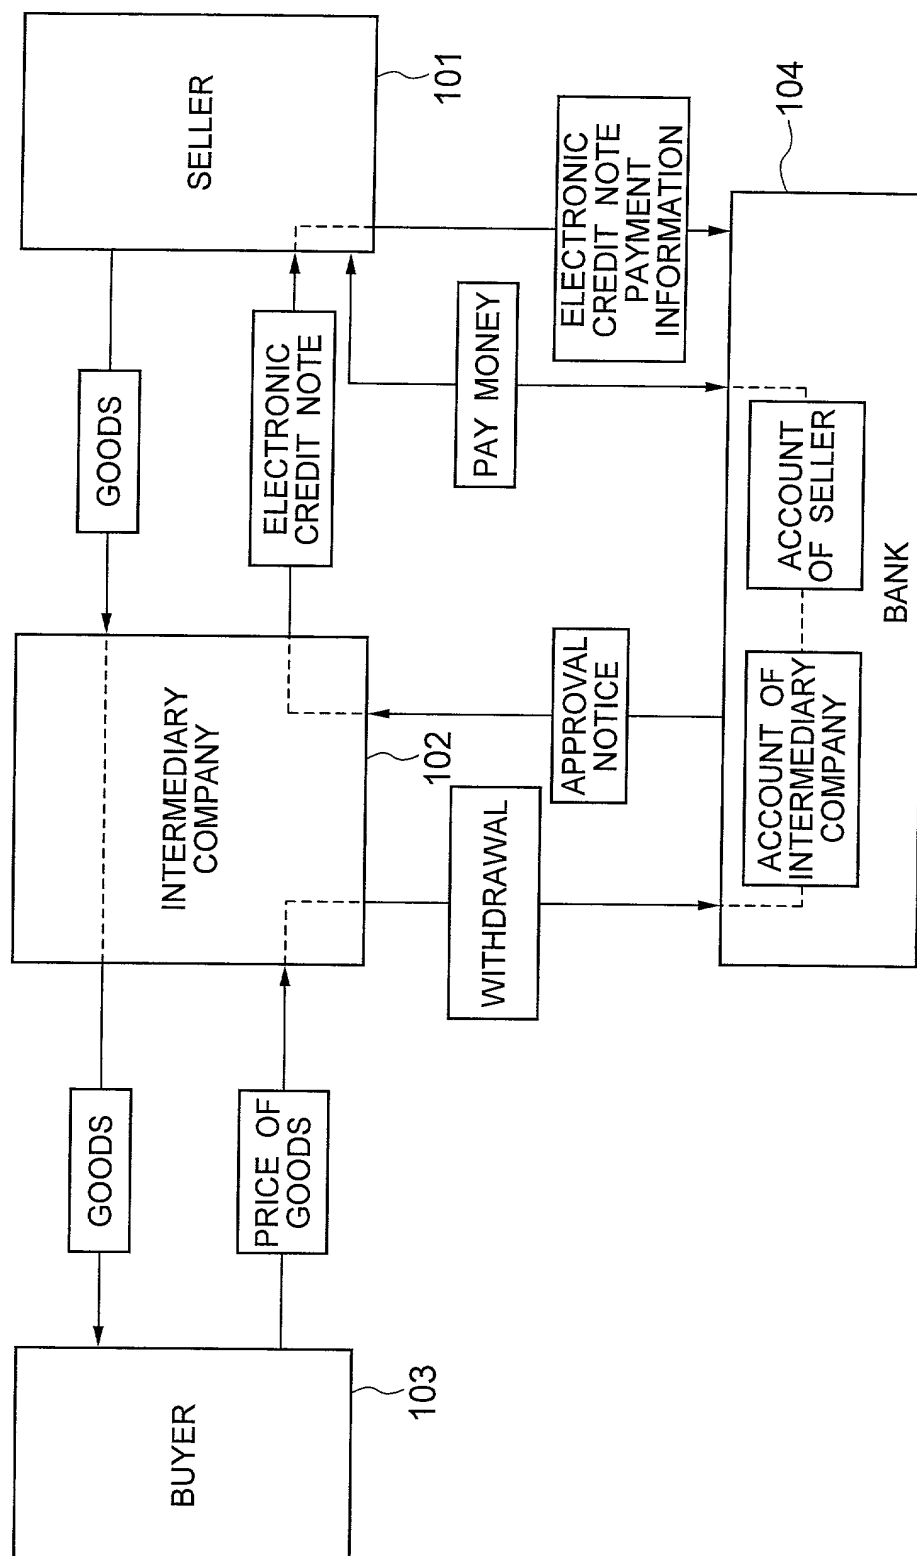 BUYER
103
GOODS
PRICE OF
GOODS
INTERMEDIARY
COMPANY
102
GOODS
ELECTRONIC
CREDIT NOTE
SELLER
101
WITHDRAWAL
APPROVAL
NOTICE
PAY MONEY
ELECTRONIC
CREDIT NOTE
PAYMENT
INFORMATION
104
ACCOUNT OF
INTERMEDIARY
COMPANY
ACCOUNT
OF SELLER
BANK